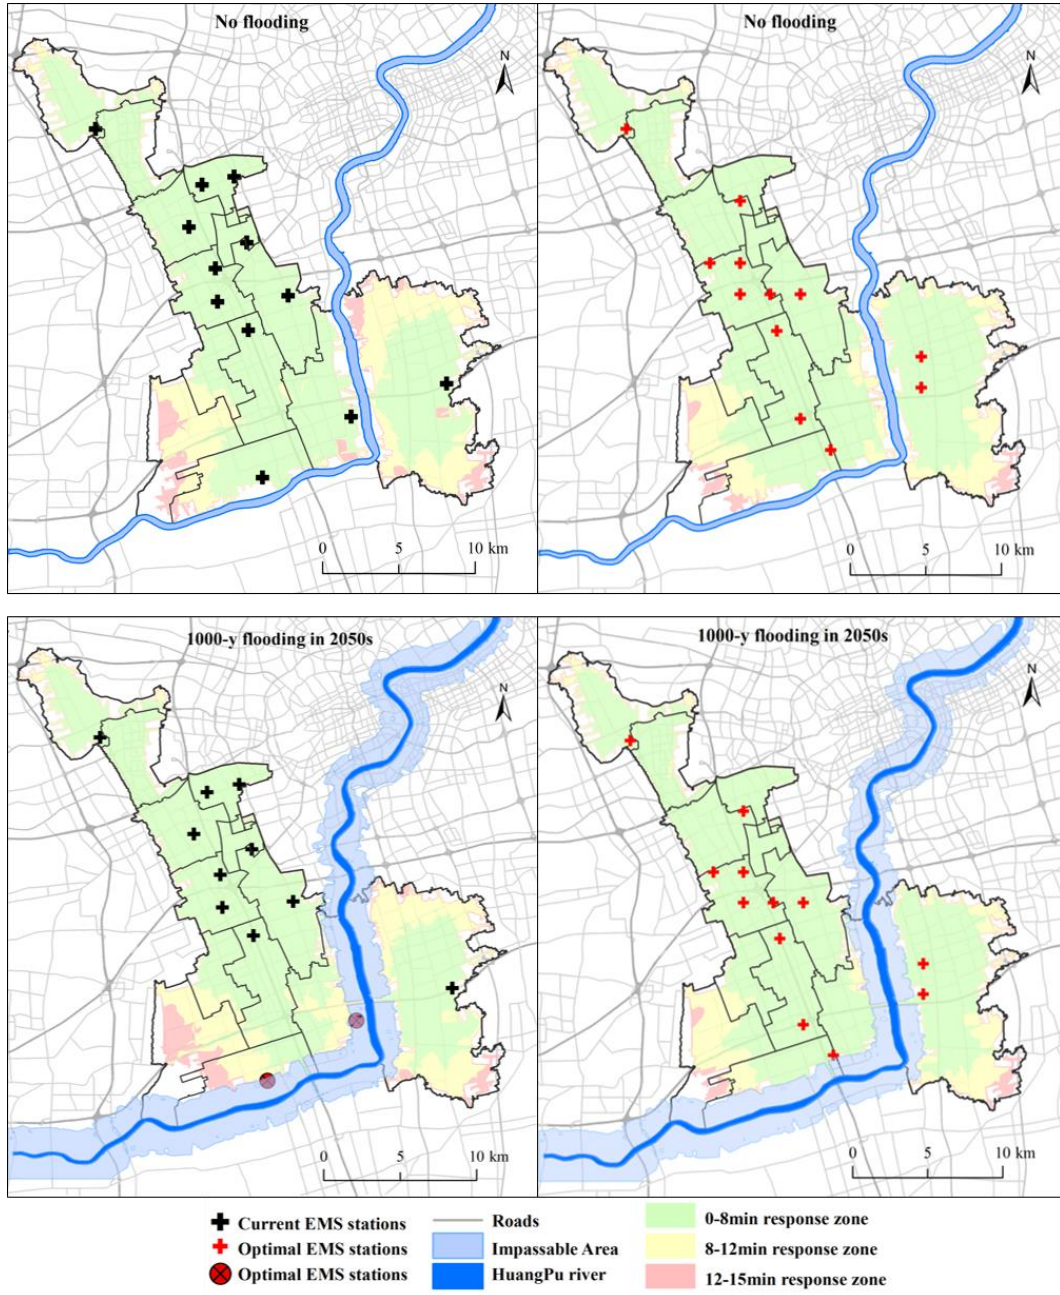 No flooding
N
0 5 10 km
No flooding
N
0 5 10 km
1000-y flooding in 2050s
N
0 5 10 km
1000-y flooding in 2050s
N
0 5 10 km
Current EMS stations
Optimal EMS stations
Optimal EMS stations
Roads
Impassable Area
HuangPu river
0-8min response zone
8-12min response zone
12-15min response zone